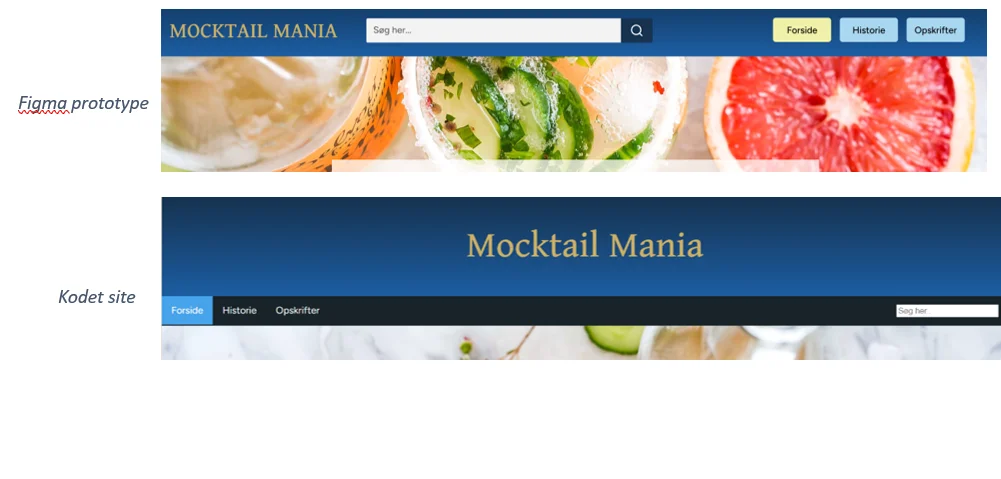 MOCKTAIL MANIA
Søg her...
Forside
Historie
Opskrifter
Figma prototype
Mocktail Mania
Kodet site
Forside
Historie
Opskrifter
Søg her